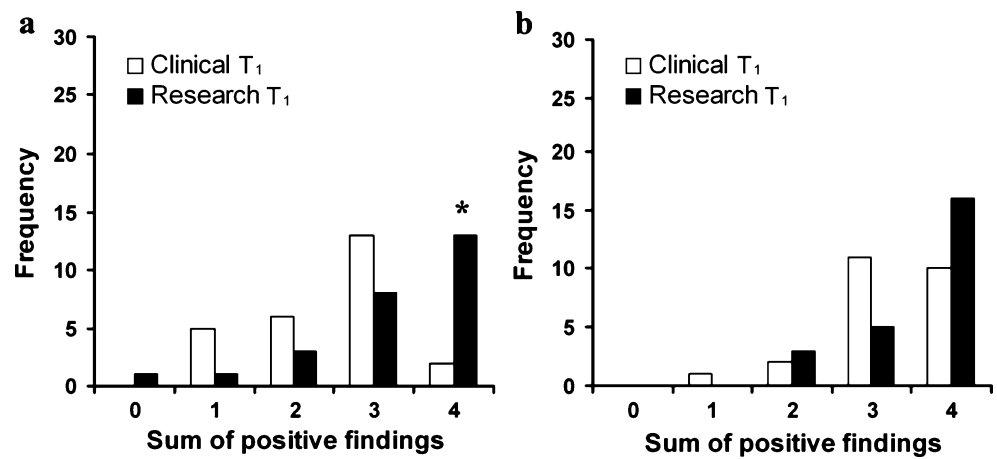 a
30
25
20
15
10
5
0
Frequency
Clinical T₁
Research T₁
*
0 1 2 3 4
Sum of positive findings
b
30
25
20
15
10
5
0
Frequency
Clinical T₁
Research T₁
0 1 2 3 4
Sum of positive findings